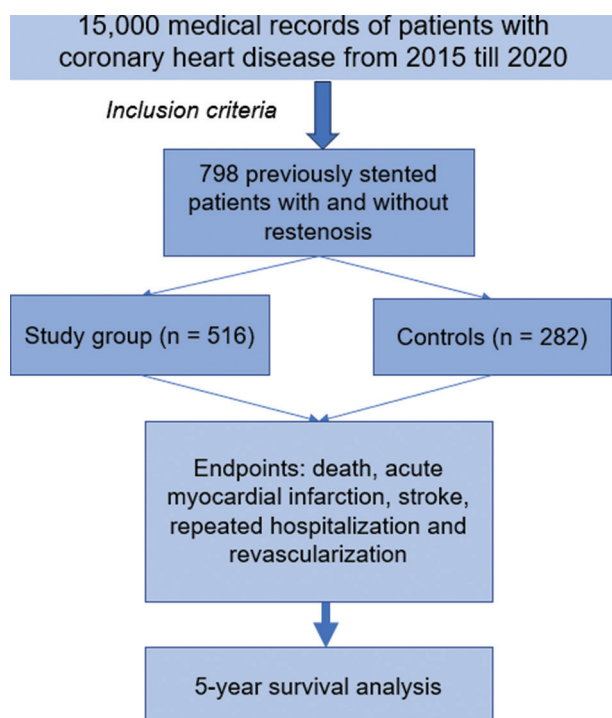 15,000 medical records of patients with
coronary heart disease from 2015 till 2020
Inclusion criteria
798 previously stented
patients with and without
restenosis
Study group (n = 516)
Controls (n = 282)
Endpoints: death, acute
myocardial infarction, stroke,
repeated hospitalization and
revascularization
5-year survival analysis